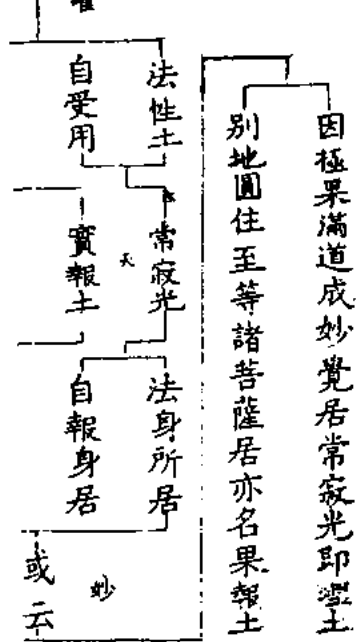 因極果滿道成妙覺居常寂光即𭅺土
別地圓住至等諸菩薩居亦名果報土
法性土
常寂光
法身所居
自受用
實報土
自報身居
天
妙
或云